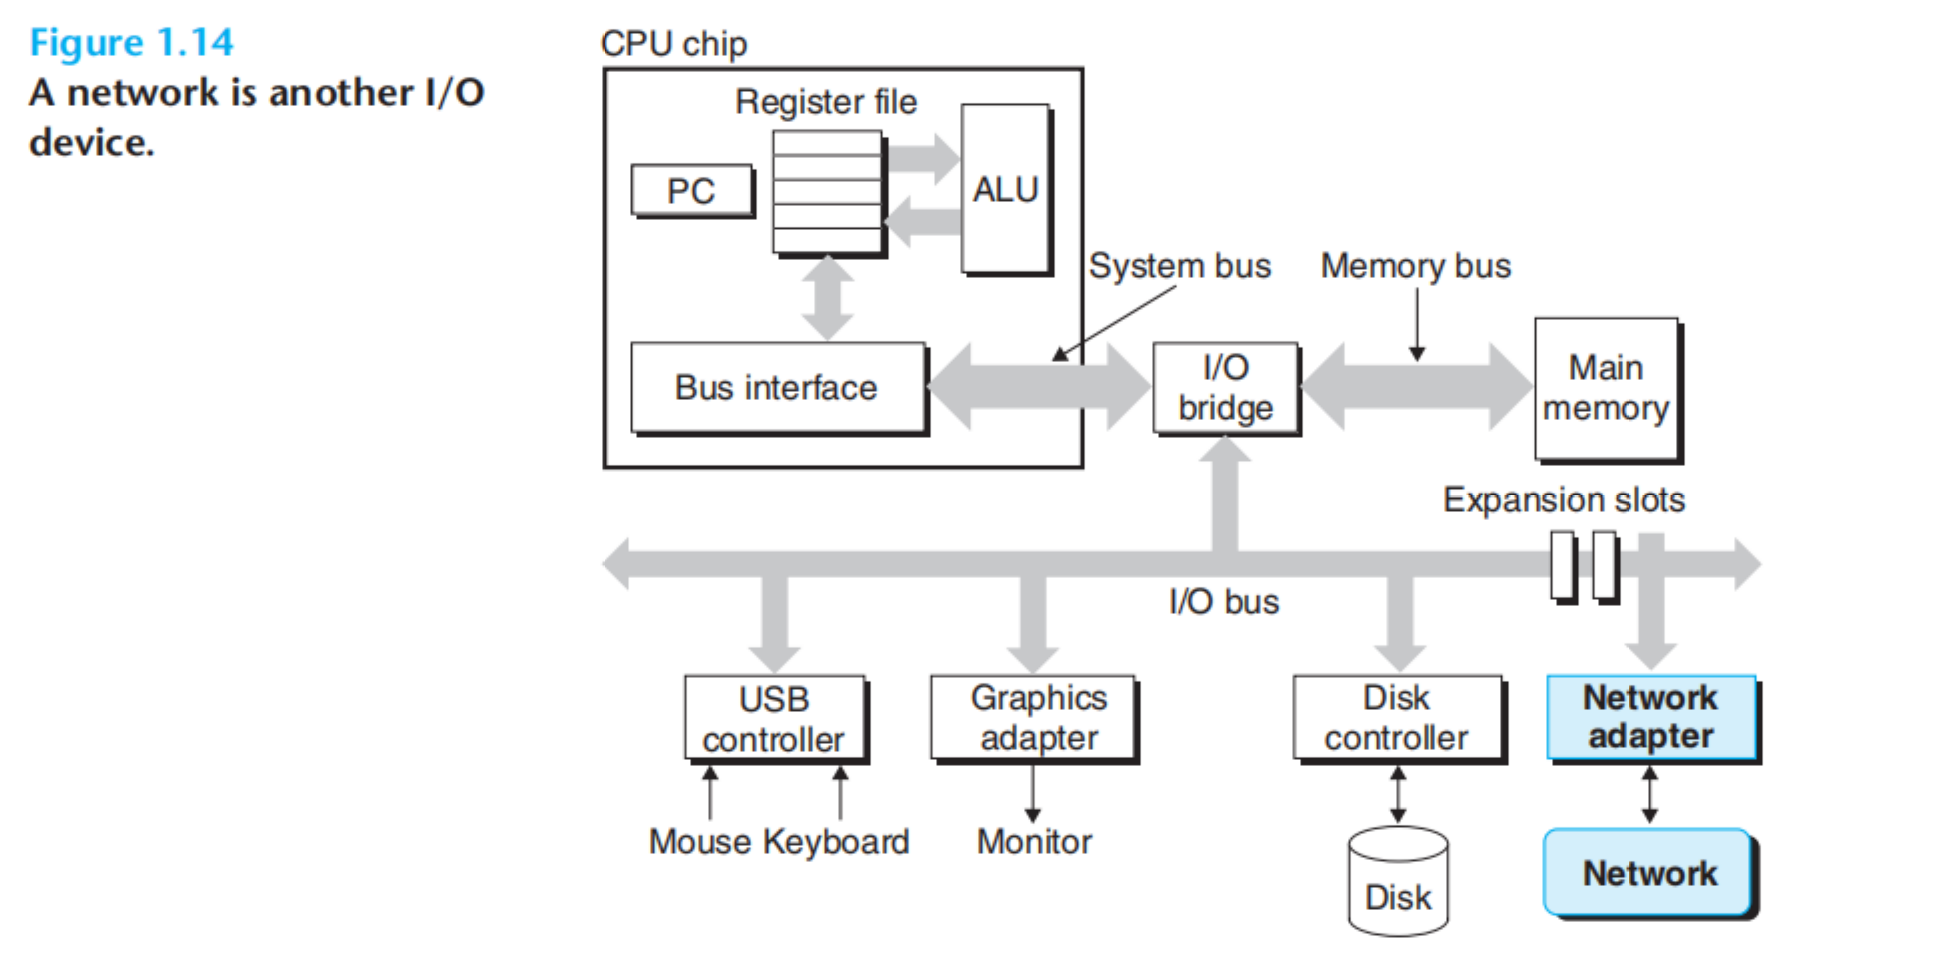 Figure 1.14
A network is another I/O
device.
CPU chip
Register file
PC
ALU
System bus
Memory bus
Bus interface
I/O
bridge
Main
memory
Expansion slots
I/O bus
USB
controller
Graphics
adapter
Disk
controller
Network
adapter
Mouse Keyboard
Monitor
Disk
Network